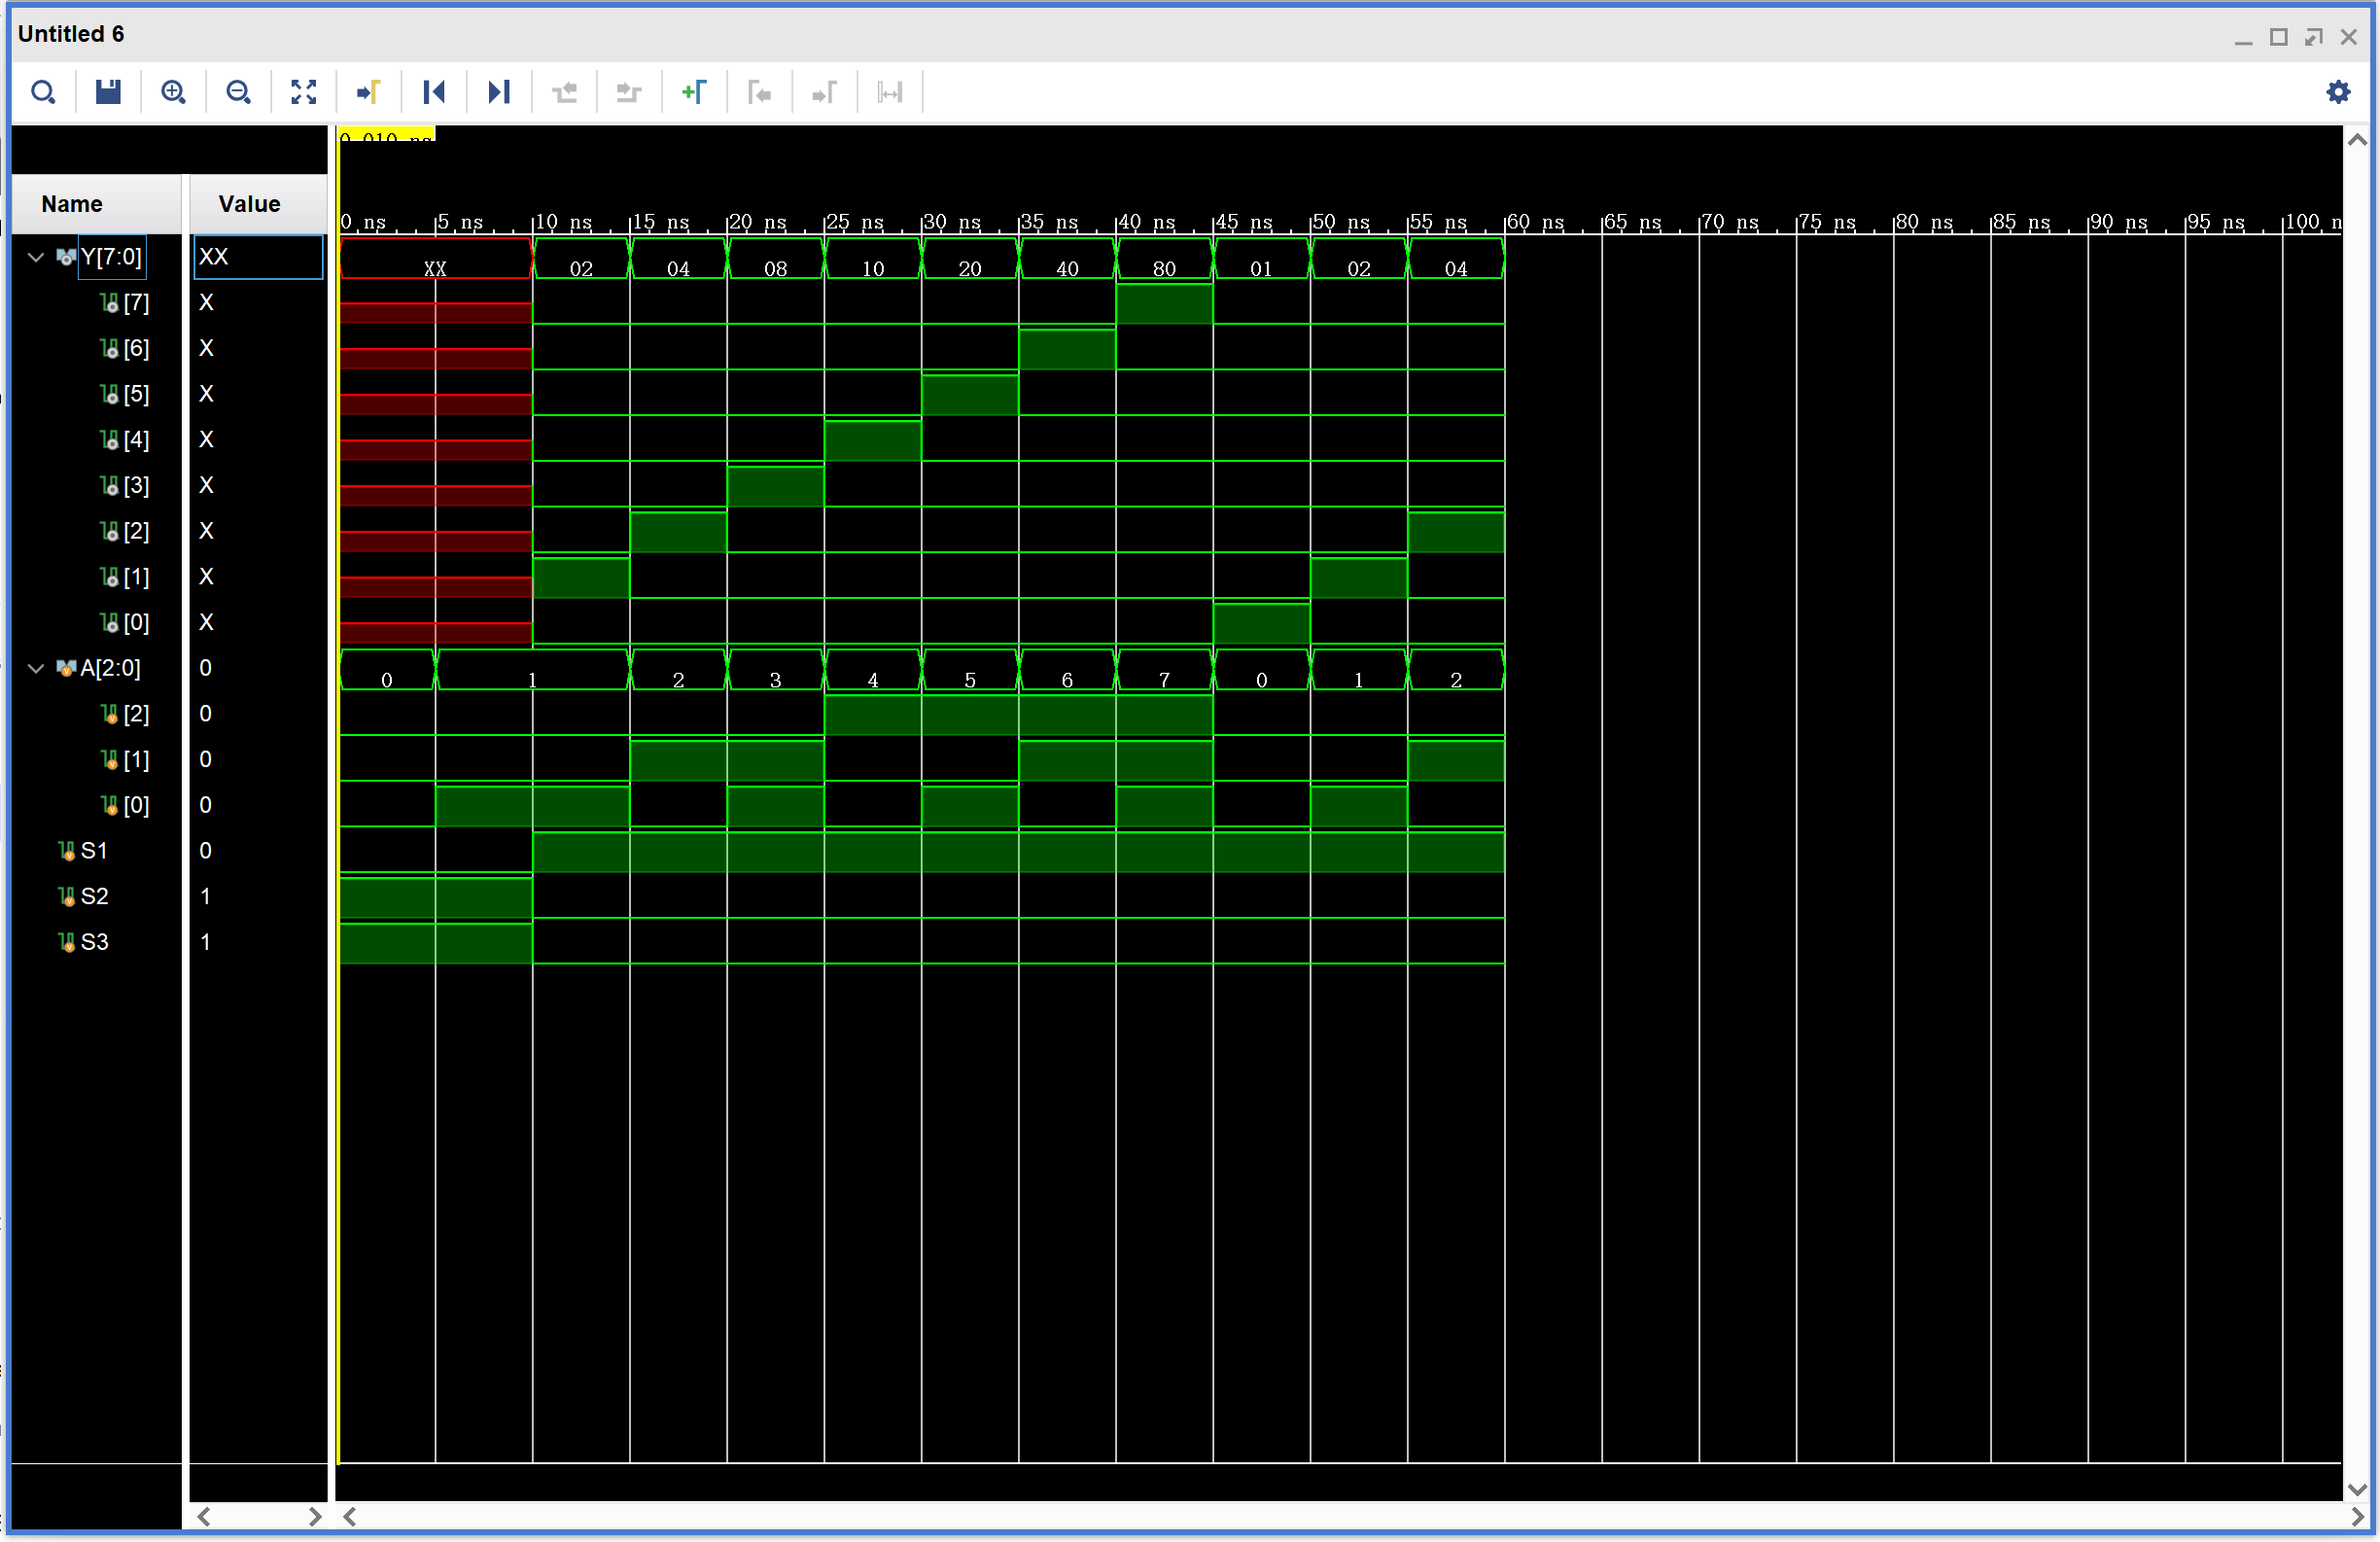 Untitled 6
0.010 ns
Name Value
0 ns 5 ns 10 ns 15 ns 20 ns 25 ns 30 ns 35 ns 40 ns 45 ns 50 ns 55 ns 60 ns 65 ns 70 ns 75 ns 80 ns 85 ns 90 ns 95 ns 100 n
Y[7:0] XX XX 02 04 08 10 20 40 80 01 02 04
[7] X
[6] X
[5] X
[4] X
[3] X
[2] X
[1] X
[0] X
A[2:0] 0 0 1 2 3 4 5 6 7 0 1 2
[2] 0
[1] 0
[0] 0
S1 0
S2 1
S3 1